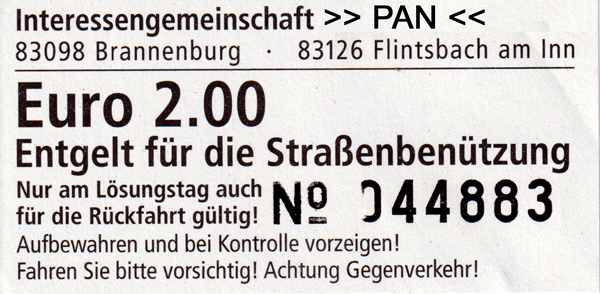 Interessengemeinschaft >> PAN <<
83098 Brannenburg · 83126 Flintsbach am Inn
Euro 2.00
Entgelt für die Straßenbenützung
Nur am Lösungstag auch
für die Rückfahrt gültig! Nº 044883
Aufbewahren und bei Kontrolle vorzeigen!
Fahren Sie bitte vorsichtig! Achtung Gegenverkehr!